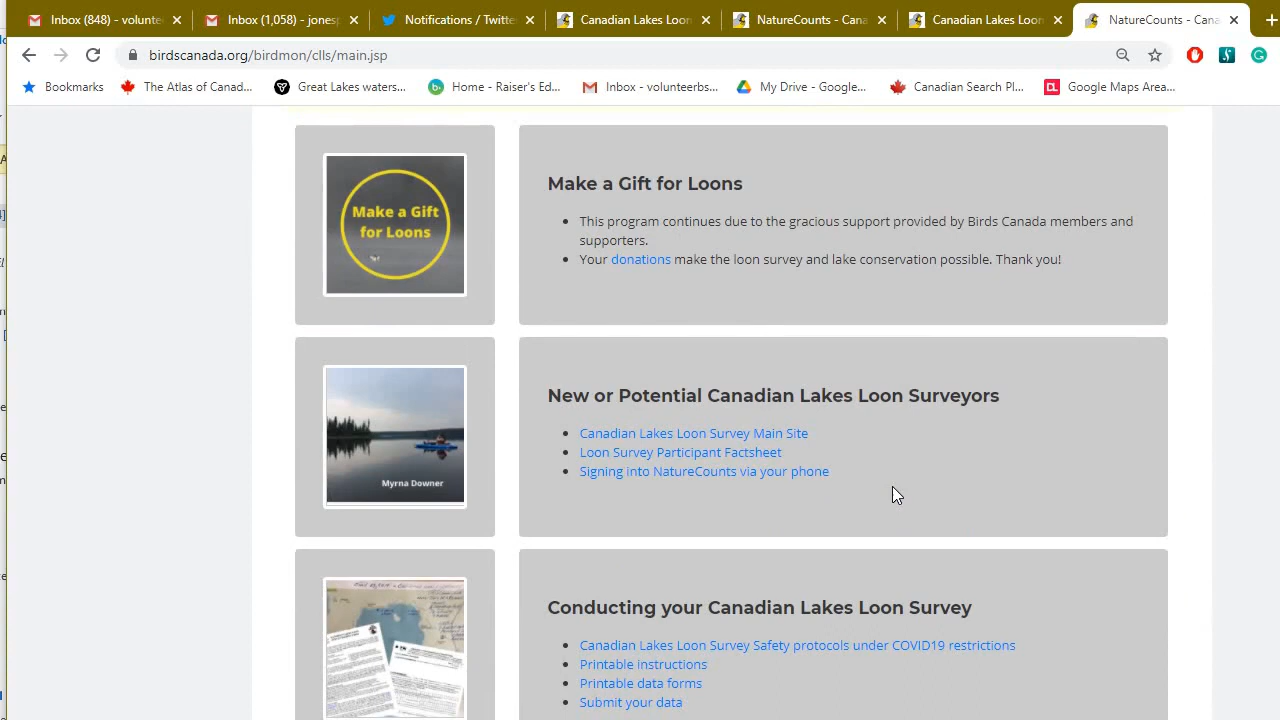 Inbox (848) - volunte
Inbox (1,058) - jonesp
Notifications / Twitte
Canadian Lakes Loon
NatureCounts - Cana
Canadian Lakes Loon
NatureCounts - Cana
birdscanada.org/birdmon/clls/main.jsp
Bookmarks
The Atlas of Canad...
Great Lakes waters...
Home - Raiser's Ed...
Inbox - volunteerbs...
My Drive - Google...
Canadian Search Pl...
Google Maps Area...
Make a Gift
for Loons
Make a Gift for Loons
This program continues due to the gracious support provided by Birds Canada members and
supporters.
Your donations make the loon survey and lake conservation possible. Thank you!
Myrna Downer
New or Potential Canadian Lakes Loon Surveyors
Canadian Lakes Loon Survey Main Site
Loon Survey Participant Factsheet
Signing into NatureCounts via your phone
Conducting your Canadian Lakes Loon Survey
Canadian Lakes Loon Survey Safety protocols under COVID19 restrictions
Printable instructions
Printable data forms
Submit your data